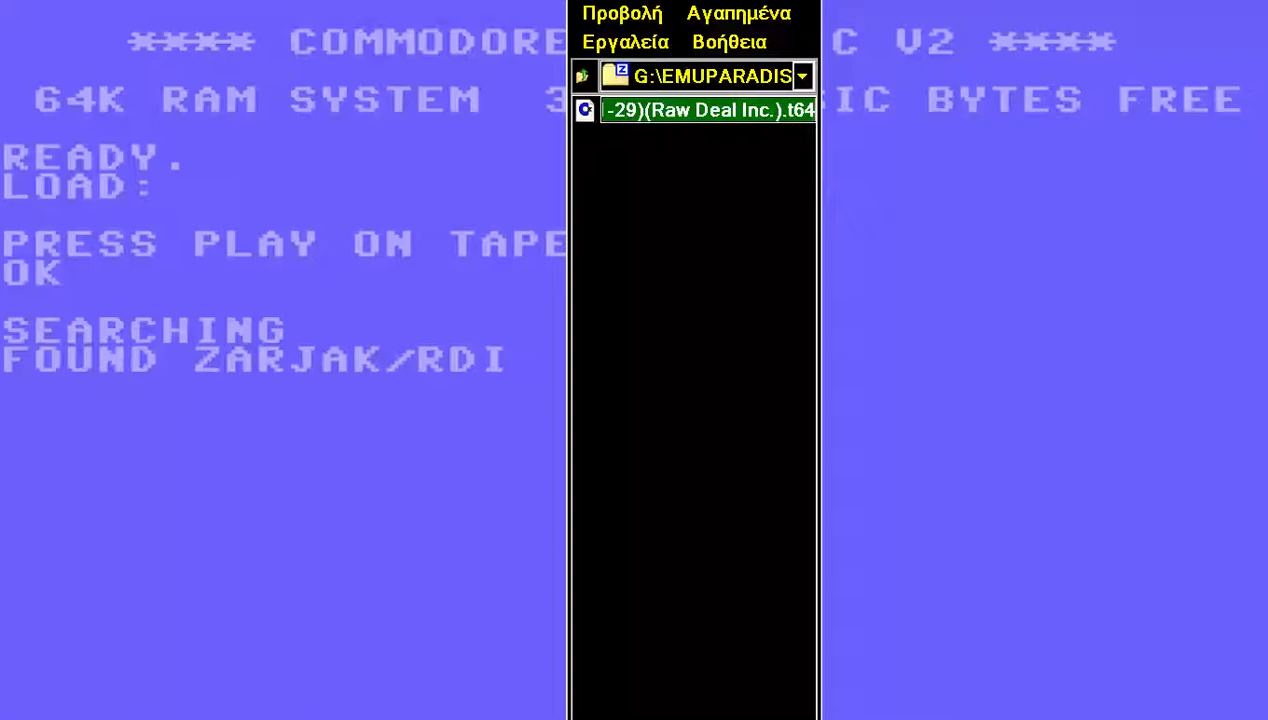 **** COMMODORE C V2 ****
64K RAM SYSTEM 3 IC BYTES FREE
READY.
LOAD:
PRESS PLAY ON TAPE
OK
SEARCHING
FOUND ZARJAK/RDI
Προβολή Αγαπημένα
Εργαλεία Βοήθεια
G:\EMUPARADIS
-29)(Raw Deal Inc.).t64